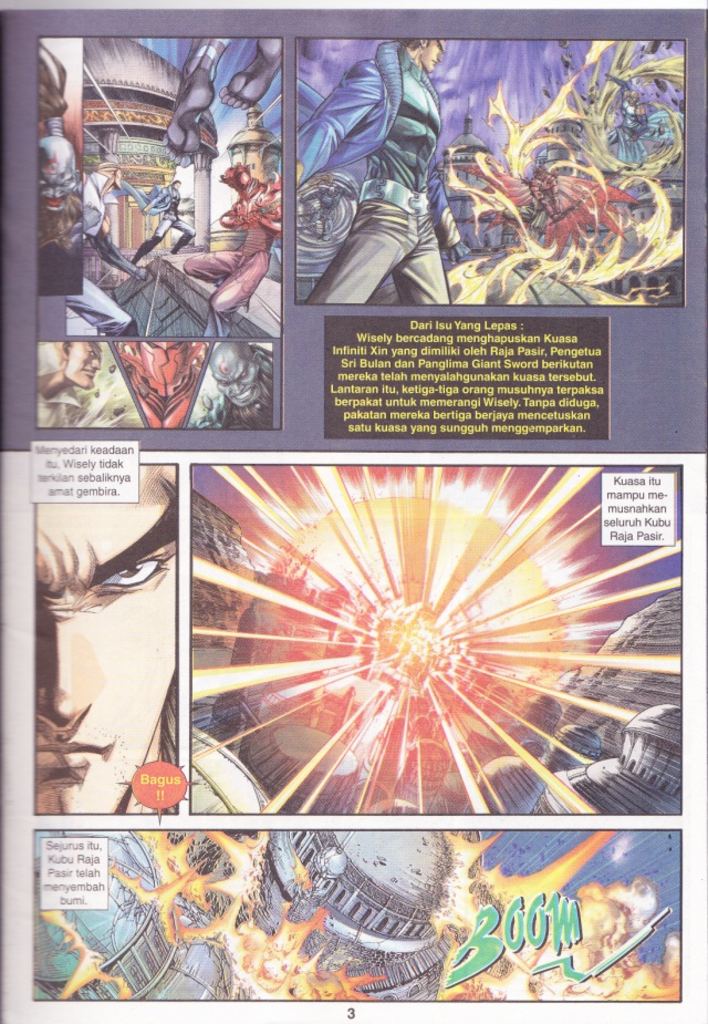 Dari Isu Yang Lepas :
Wisely bercadang menghapuskan Kuasa
Infiniti Xin yang dimiliki oleh Raja Pasir, Pengetua
Sri Bulan dan Panglima Giant Sword berikutan
mereka telah menyalahgunakan kuasa tersebut.
Lantaran itu, ketiga-tiga orang musuhnya terpaksa
berpakat untuk memerangi Wisely. Tanpa diduga,
pakatan mereka bertiga berjaya mencetuskan
satu kuasa yang sungguh menggemparkan.
Menyedari keadaan
itu, Wisely tidak
terkilan sebaliknya
amat gembira.
Bagus
!!
Kuasa itu
mampu me-
musnahkan
seluruh Kubu
Raja Pasir.
Sejurus itu,
Kubu Raja
Pasir telah
menyembah
bumi.
BOOM
3